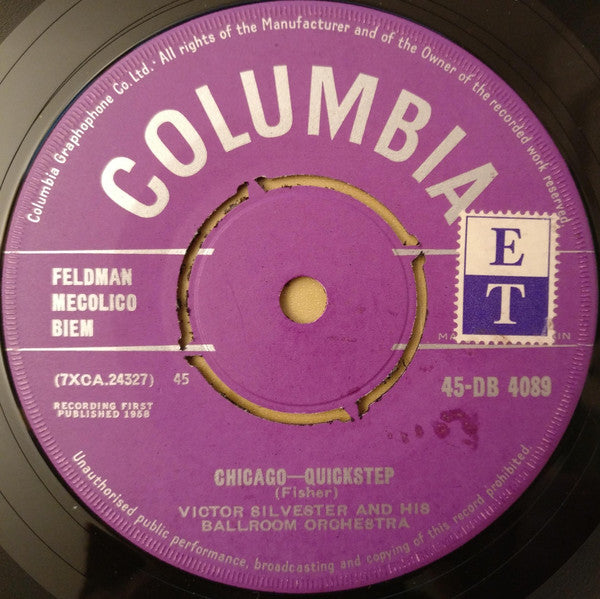 Columbia Graphophone Co. Ltd. · All rights of the Manufacturer and of the Owner of the recorded work reserved.
COLUMBIA
FELDMAN
MECOLICO
BIEM
E
T
(7XCA.24327) 45
45-DB 4089
RECORDING FIRST
PUBLISHED 1958
CHICAGO—QUICKSTEP
(Fisher)
VICTOR SILVESTER AND HIS
BALLROOM ORCHESTRA
Unauthorised public performance, broadcasting and copying of this record prohibited.